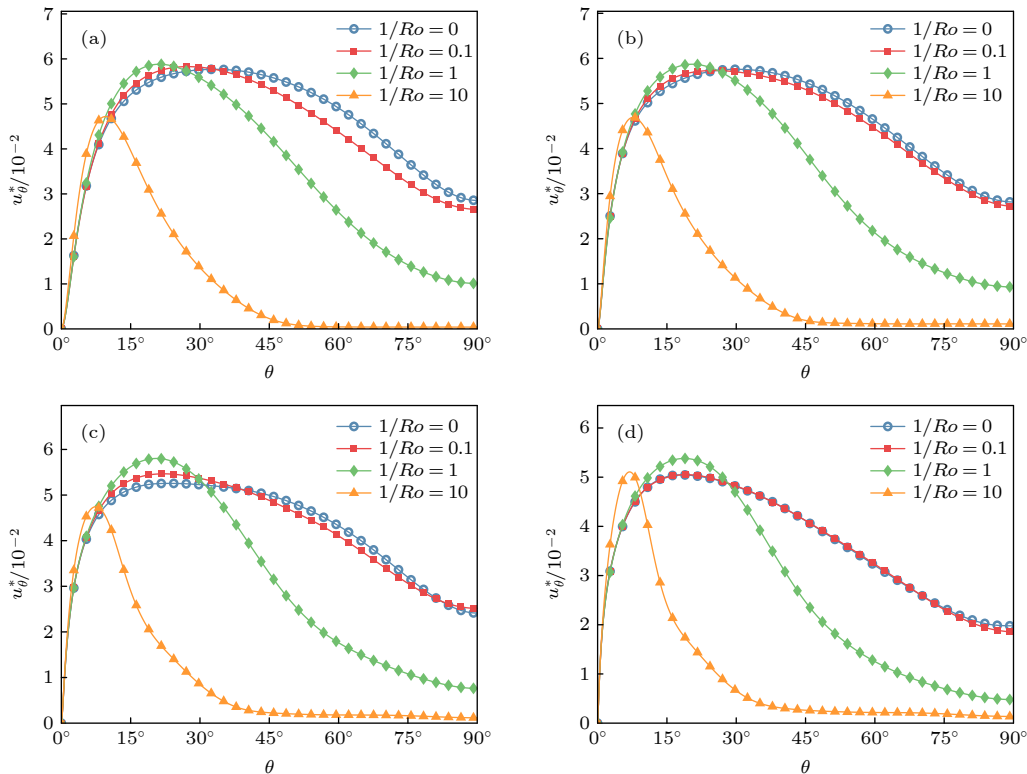 (a)
1/Ro = 0
1/Ro = 0.1
1/Ro = 1
1/Ro = 10
7
6
5
4
3
2
1
0
u*θ/10−2
0° 15° 30° 45° 60° 75° 90°
θ
(b)
1/Ro = 0
1/Ro = 0.1
1/Ro = 1
1/Ro = 10
7
6
5
4
3
2
1
0
u*θ/10−2
0° 15° 30° 45° 60° 75° 90°
θ
(c)
1/Ro = 0
1/Ro = 0.1
1/Ro = 1
1/Ro = 10
6
5
4
3
2
1
0
u*θ/10−2
0° 15° 30° 45° 60° 75° 90°
θ
(d)
1/Ro = 0
1/Ro = 0.1
1/Ro = 1
1/Ro = 10
6
5
4
3
2
1
0
u*θ/10−2
0° 15° 30° 45° 60° 75° 90°
θ